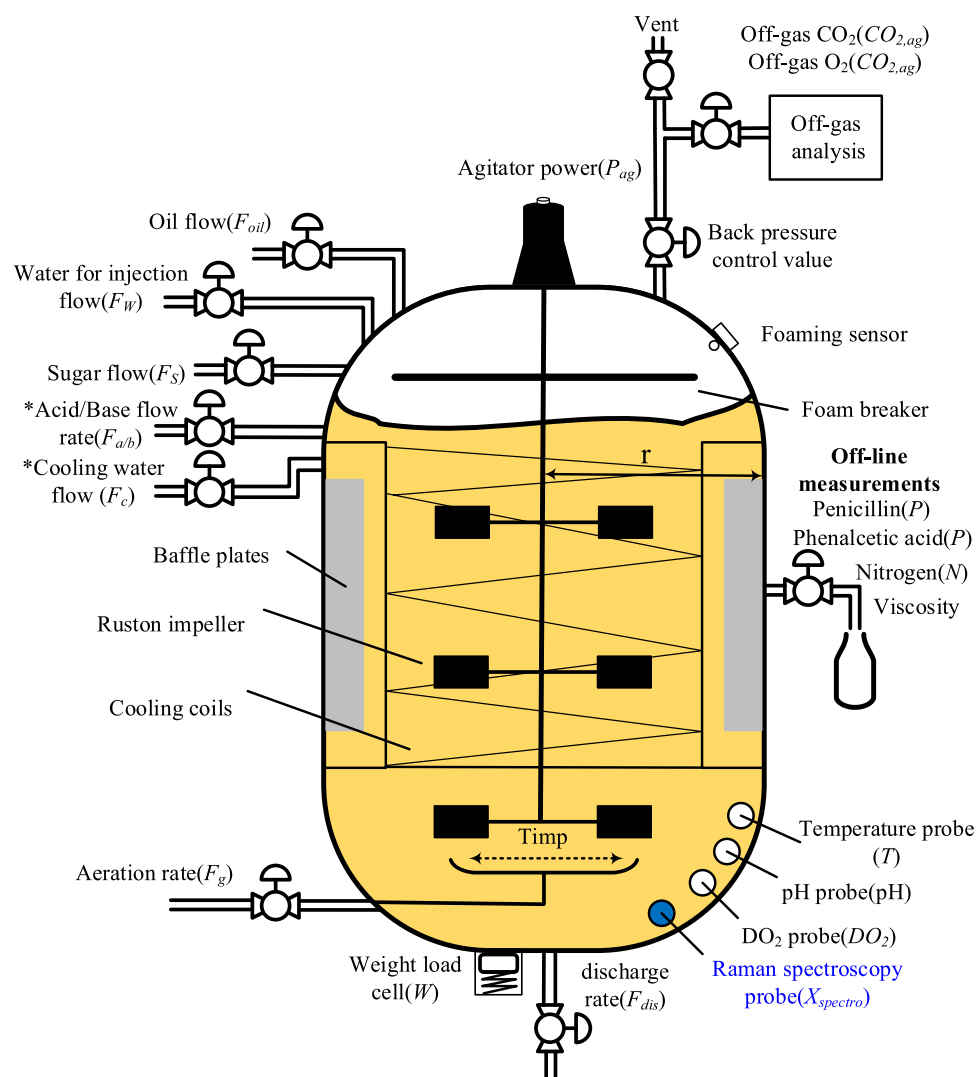 Vent
Off-gas CO₂(CO₂,ag)
Off-gas O₂(CO₂,ag)
Off-gas
analysis
Agitator power(Pag)
Oil flow(Foil)
Back pressure
control value
Water for injection
flow(FW)
Foaming sensor
Sugar flow(FS)
Foam breaker
*Acid/Base flow
rate(Fa/b)
*Cooling water
flow (Fc)
r
Off-line
measurements
Penicillin(P)
Phenalcetic acid(P)
Nitrogen(N)
Viscosity
Baffle plates
Ruston impeller
Cooling coils
Timp
Temperature probe
(T)
pH probe(pH)
DO₂ probe(DO₂)
Raman spectroscopy
probe(Xspectro)
Aeration rate(Fg)
Weight load
cell(W)
discharge
rate(Fdis)